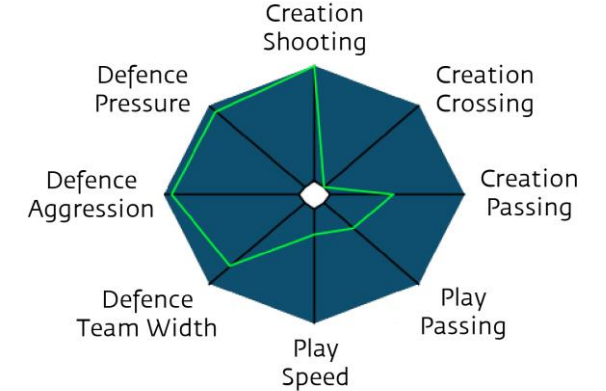 Creation
Shooting
Creation
Crossing
Creation
Passing
Play
Passing
Play
Speed
Defence
Team Width
Defence
Aggression
Defence
Pressure